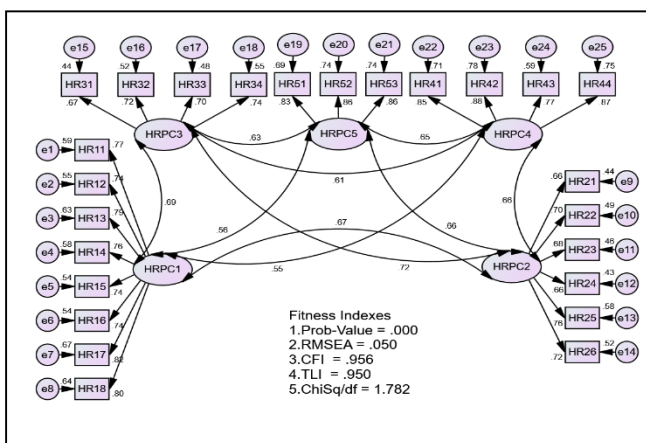 e15 e16 e17 e18 e19 e20 e21 e22 e23 e24 e25
.44 .52 .48 .55 .69 .74 .74 .71 .78 .59 .75
HR31 HR32 HR33 HR34 HR51 HR52 HR53 HR41 HR42 HR43 HR44
.67 .72 .70 .74 .83 .86 .86 .85 .88 .77 .87
HRPC3 HRPC5 HRPC4
.63 .65
.61
e1 .59 HR11 .77
e2 .55 HR12 .74
e3 .63 HR13 .79
e4 .58 HR14 .76
e5 .54 HR15 .74
e6 .54 HR16 .74
e7 .67 HR17 .82
e8 .64 HR18 .80
.69 .56 .67 .66 .66
.55 .72
HRPC1 HRPC2
.66 HR21 .44 e9
.70 HR22 .49 e10
.68 HR23 .46 e11
.66 HR24 .43 e12
.76 HR25 .58 e13
.72 HR26 .52 e14
Fitness Indexes
1.Prob-Value = .000
2.RMSEA = .050
3.CFI = .956
4.TLI = .950
5.ChiSq/df = 1.782